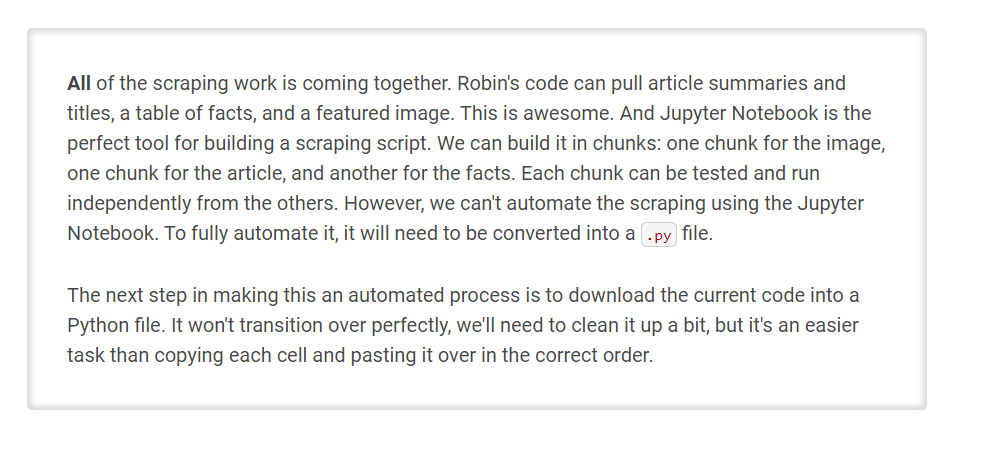 All of the scraping work is coming together. Robin's code can pull article summaries and
titles, a table of facts, and a featured image. This is awesome. And Jupyter Notebook is the
perfect tool for building a scraping script. We can build it in chunks: one chunk for the image,
one chunk for the article, and another for the facts. Each chunk can be tested and run
independently from the others. However, we can't automate the scraping using the Jupyter
Notebook. To fully automate it, it will need to be converted into a .py file.
The next step in making this an automated process is to download the current code into a
Python file. It won't transition over perfectly, we'll need to clean it up a bit, but it's an easier
task than copying each cell and pasting it over in the correct order.